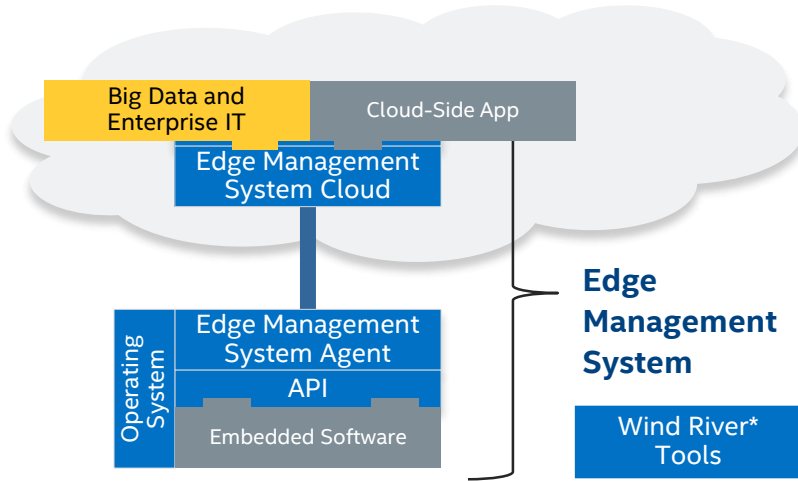 Big Data and
Enterprise IT
Cloud-Side App
Edge Management
System Cloud
Edge Management
System Agent
API
Embedded Software
Operating
System
Edge
Management
System
Wind River*
Tools